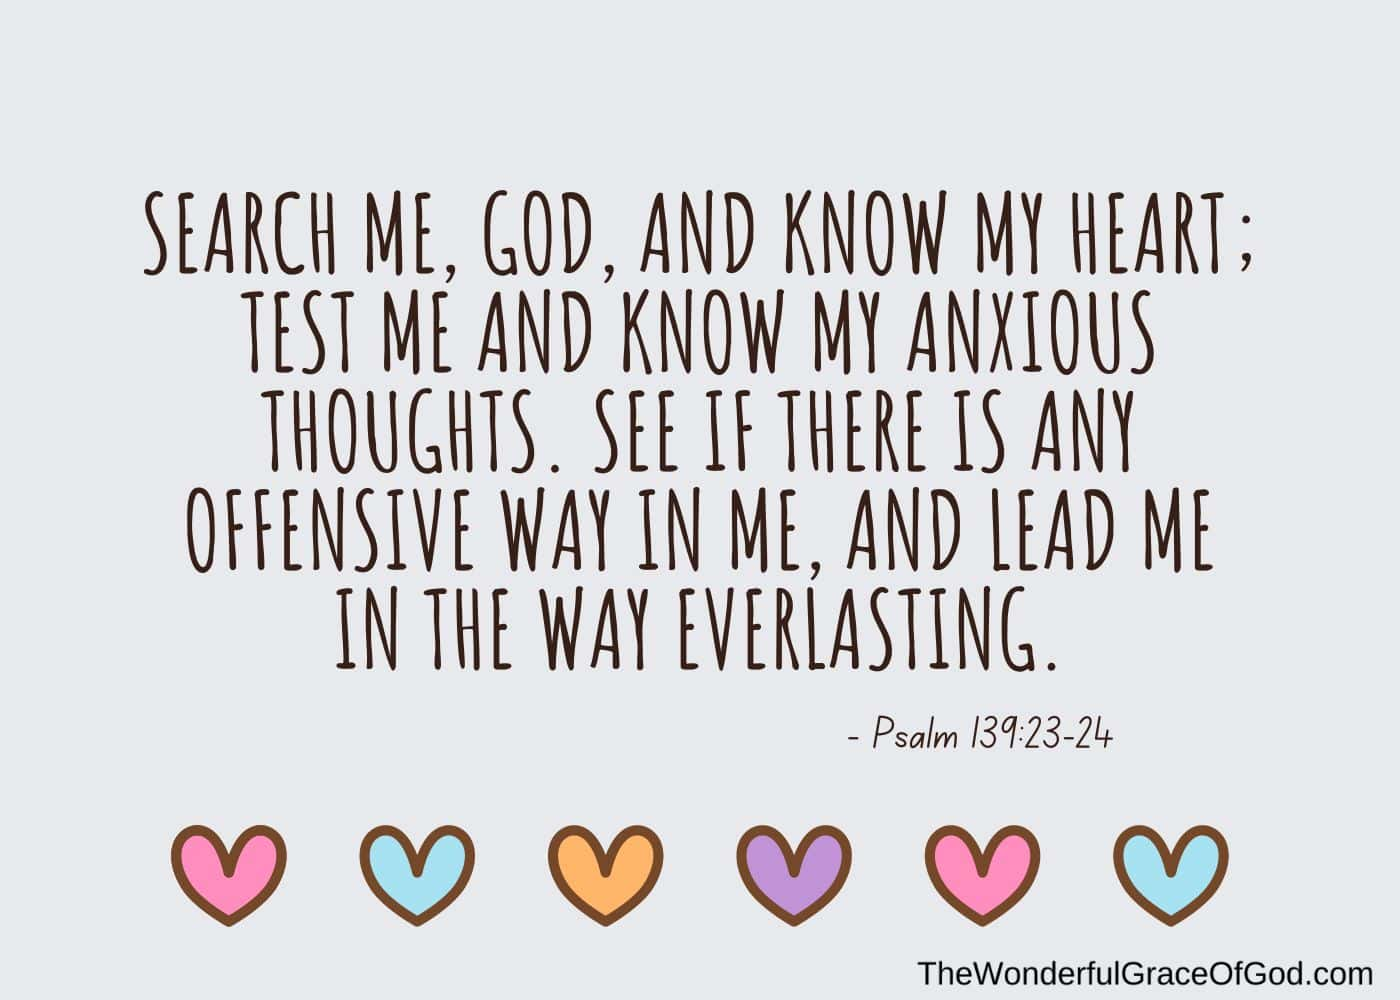 SEARCH ME, GOD, AND KNOW MY HEART;
TEST ME AND KNOW MY ANXIOUS
THOUGHTS. SEE IF THERE IS ANY
OFFENSIVE WAY IN ME, AND LEAD ME
IN THE WAY EVERLASTING.
- Psalm 139:23-24
TheWonderfulGraceOfGod.com